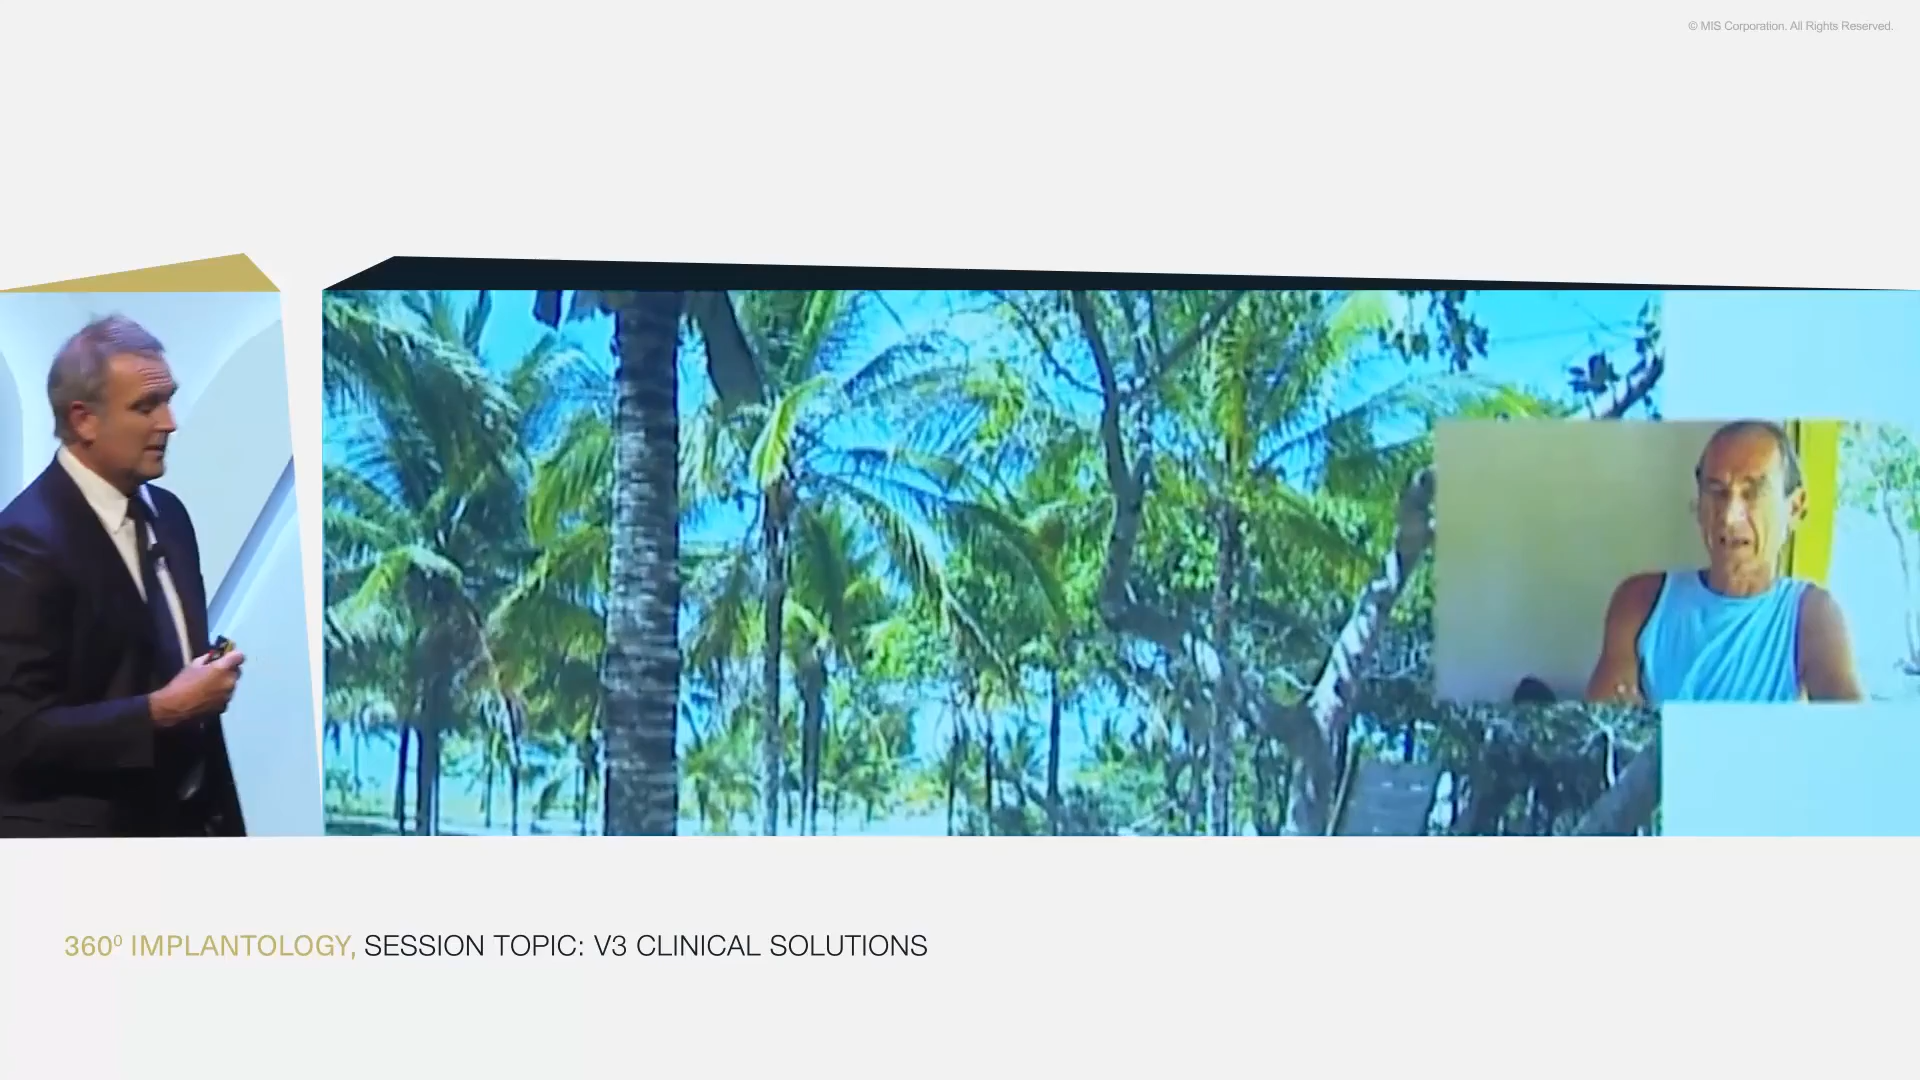 © MIS Corporation. All Rights Reserved.
360⁰ IMPLANTOLOGY, SESSION TOPIC: V3 CLINICAL SOLUTIONS